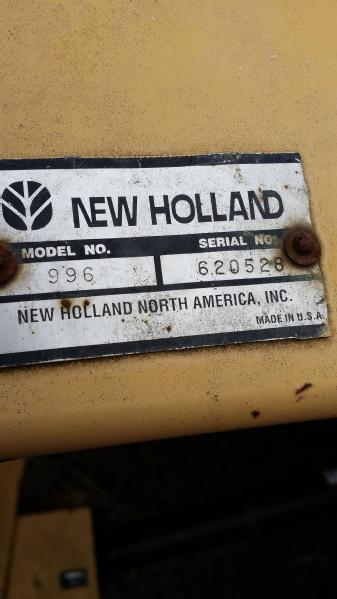 NEW HOLLAND
MODEL NO. SERIAL NO.
996 620528
NEW HOLLAND NORTH AMERICA, INC.
MADE IN U.S.A.